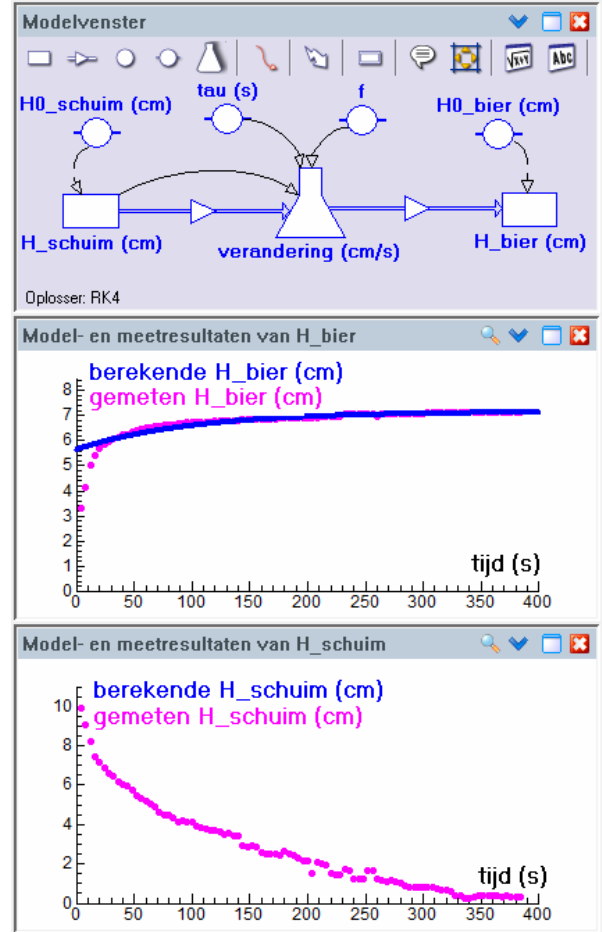 Modelvenster
√x+y Abc
H0_schuim (cm) tau (s) f H0_bier (cm)
H_schuim (cm) verandering (cm/s) H_bier (cm)
Oplosser: RK4
Model- en meetresultaten van H_bier
berekende H_bier (cm)
gemeten H_bier (cm)
8
7
6
5
4
3
2
1
0
tijd (s)
0 50 100 150 200 250 300 350 400
Model- en meetresultaten van H_schuim
berekende H_schuim (cm)
gemeten H_schuim (cm)
10
8
6
4
2
0
tijd (s)
0 50 100 150 200 250 300 350 400